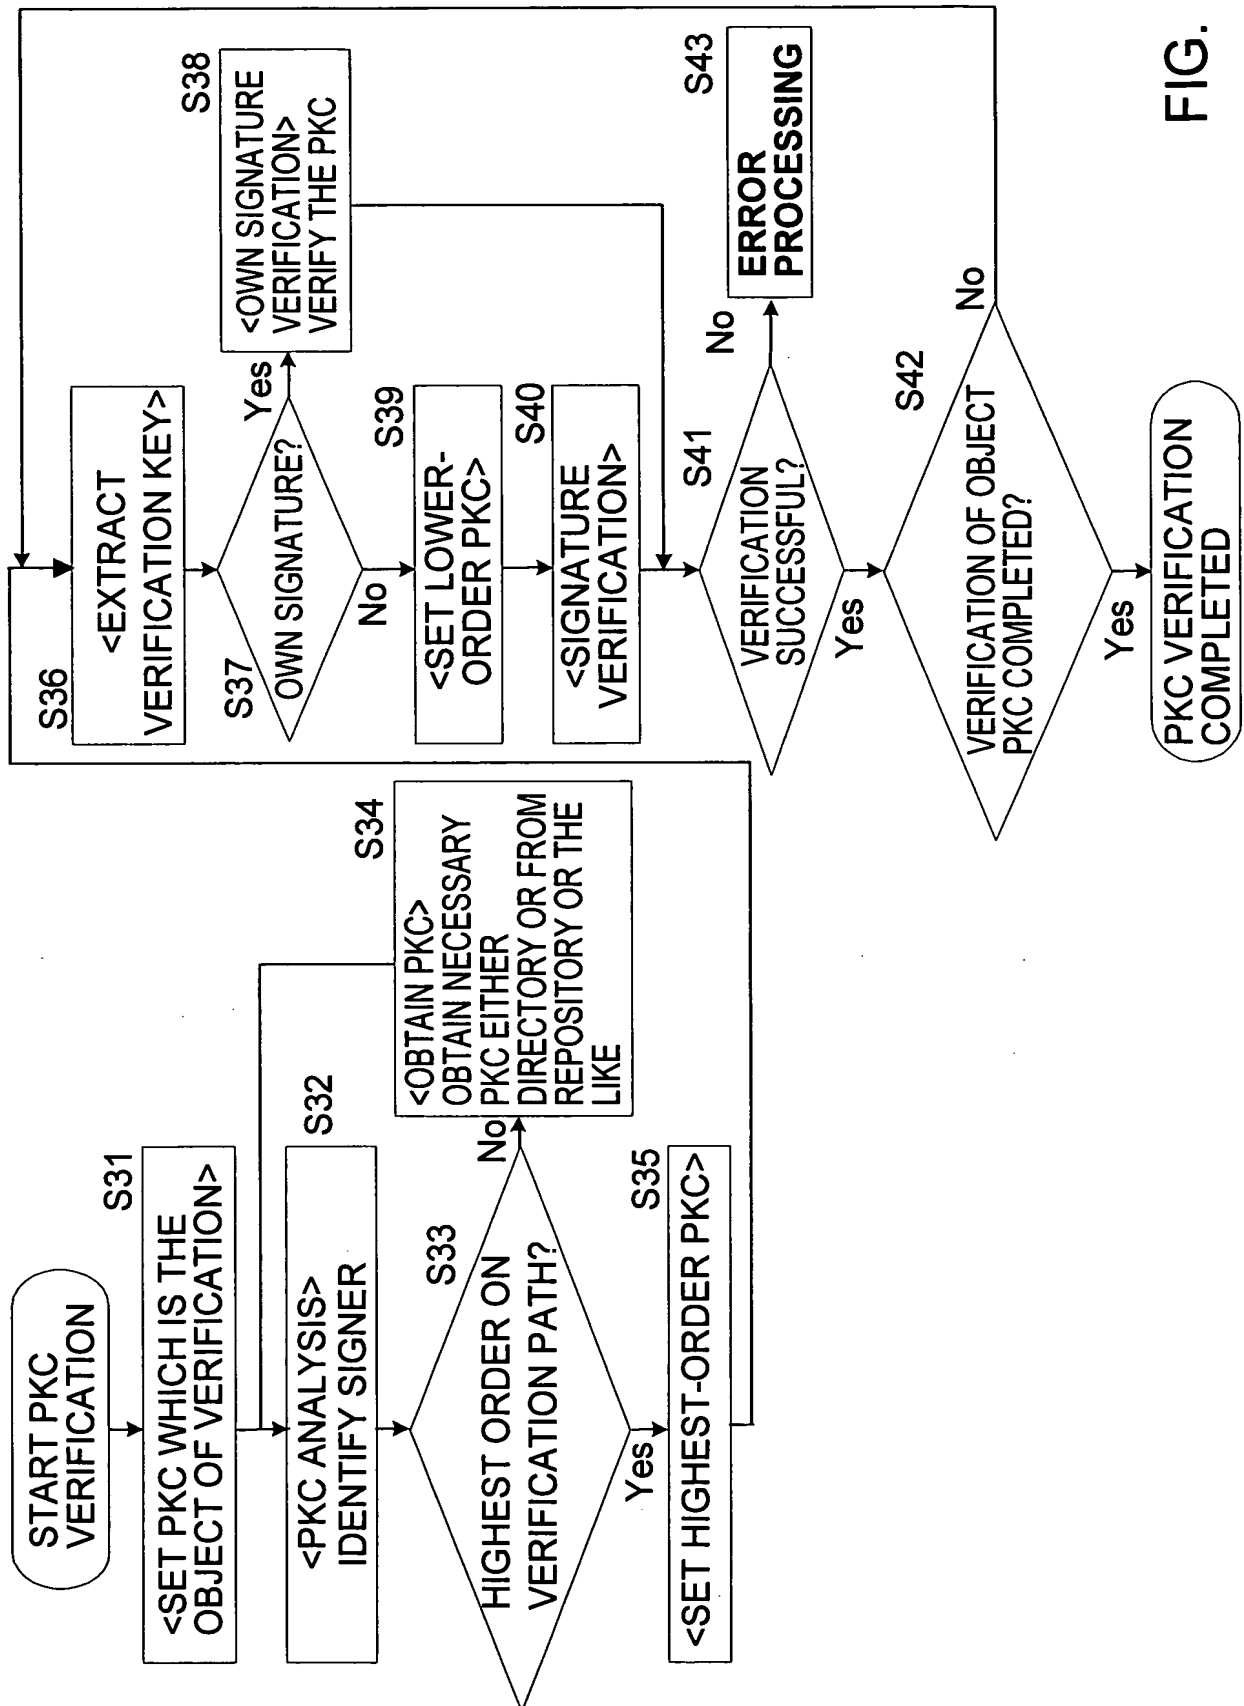 START PKC
VERIFICATION
S31
<SET PKC WHICH IS THE
OBJECT OF VERIFICATION>
S32
<PKC ANALYSIS>
IDENTIFY SIGNER
S33
HIGHEST ORDER ON
VERIFICATION PATH?
No
S34
<OBTAIN PKC>
OBTAIN NECESSARY
PKC EITHER
DIRECTORY OR FROM
REPOSITORY OR THE
LIKE
Yes
S35
<SET HIGHEST-ORDER PKC>
S36
<EXTRACT
VERIFICATION KEY>
S37
OWN SIGNATURE?
Yes
S38
<OWN SIGNATURE
VERIFICATION>
VERIFY THE PKC
No
S39
<SET LOWER-
ORDER PKC>
S40
<SIGNATURE
VERIFICATION>
S41
VERIFICATION
SUCCESSFUL?
No
S43
ERROR
PROCESSING
Yes
S42
VERIFICATION OF OBJECT
PKC COMPLETED?
No
Yes
PKC VERIFICATION
COMPLETED
FIG.